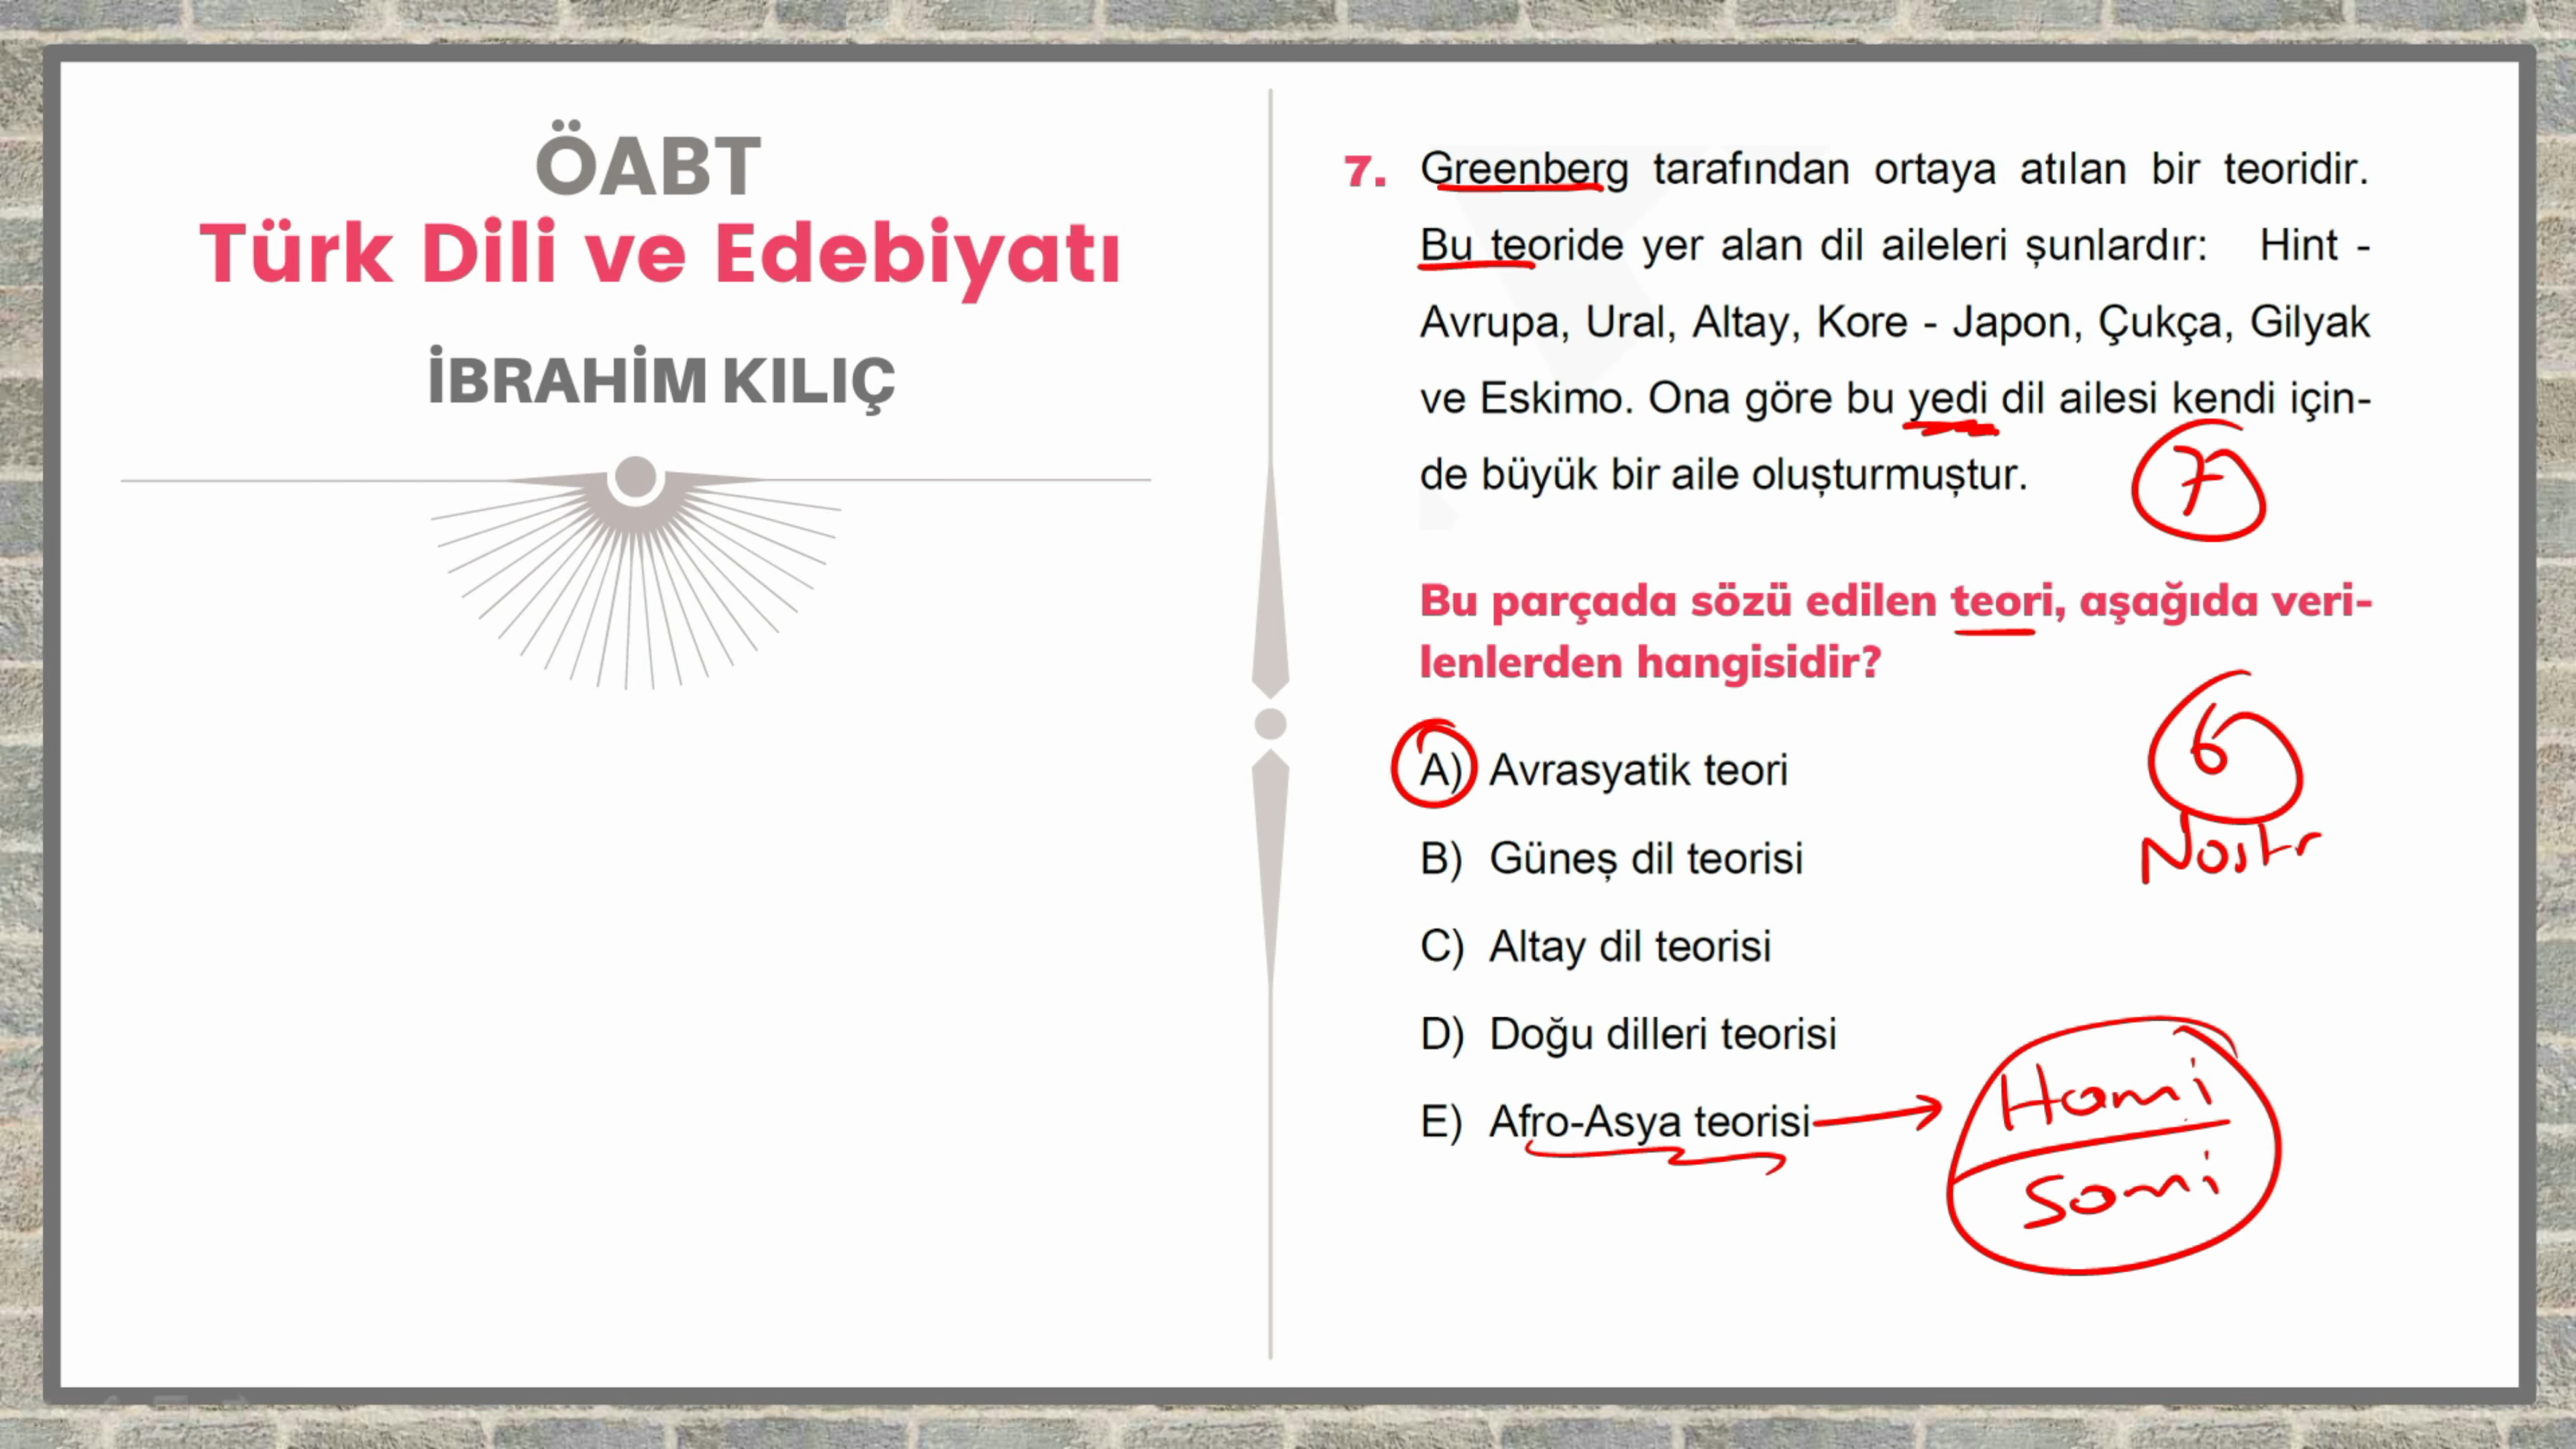 ÖABT
Türk Dili ve Edebiyatı
İBRAHİM KILIÇ
7. Greenberg tarafından ortaya atılan bir teoridir.
Bu teoride yer alan dil aileleri şunlardır: Hint -
Avrupa, Ural, Altay, Kore - Japon, Çukça, Gilyak
ve Eskimo. Ona göre bu yedi dil ailesi kendi için-
de büyük bir aile oluşturmuştur.
7
Bu parçada sözü edilen teori, aşağıda veri-
lenlerden hangisidir?
A) Avrasyatik teori
6
Nostr
B) Güneş dil teorisi
C) Altay dil teorisi
D) Doğu dilleri teorisi
E) Afro-Asya teorisi
Hami
Sami